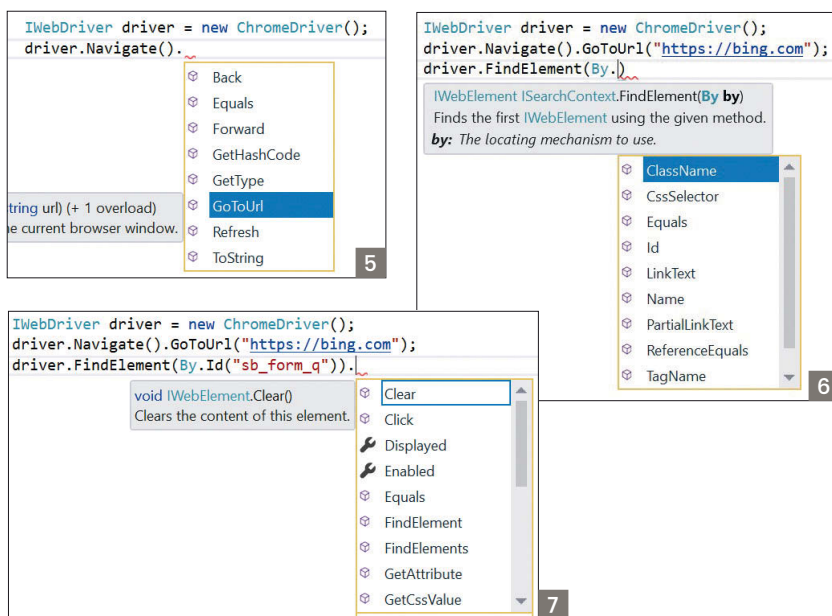 IWebDriver driver = new ChromeDriver();
driver.Navigate().
Back
Equals
Forward
GetHashCode
GetType
GoToUrl
Refresh
ToString
tring url) (+ 1 overload)
e current browser window.
5
IWebDriver driver = new ChromeDriver();
driver.Navigate().GoToUrl("https://bing.com");
driver.FindElement(By.)
IWebElement ISearchContext.FindElement(By by)
Finds the first IWebElement using the given method.
by: The locating mechanism to use.
ClassName
CssSelector
Equals
Id
LinkText
Name
PartialLinkText
ReferenceEquals
TagName
6
IWebDriver driver = new ChromeDriver();
driver.Navigate().GoToUrl("https://bing.com");
driver.FindElement(By.Id("sb_form_q")).
void IWebElement.Clear()
Clears the content of this element.
Clear
Click
Displayed
Enabled
Equals
FindElement
FindElements
GetAttribute
GetCssValue
7